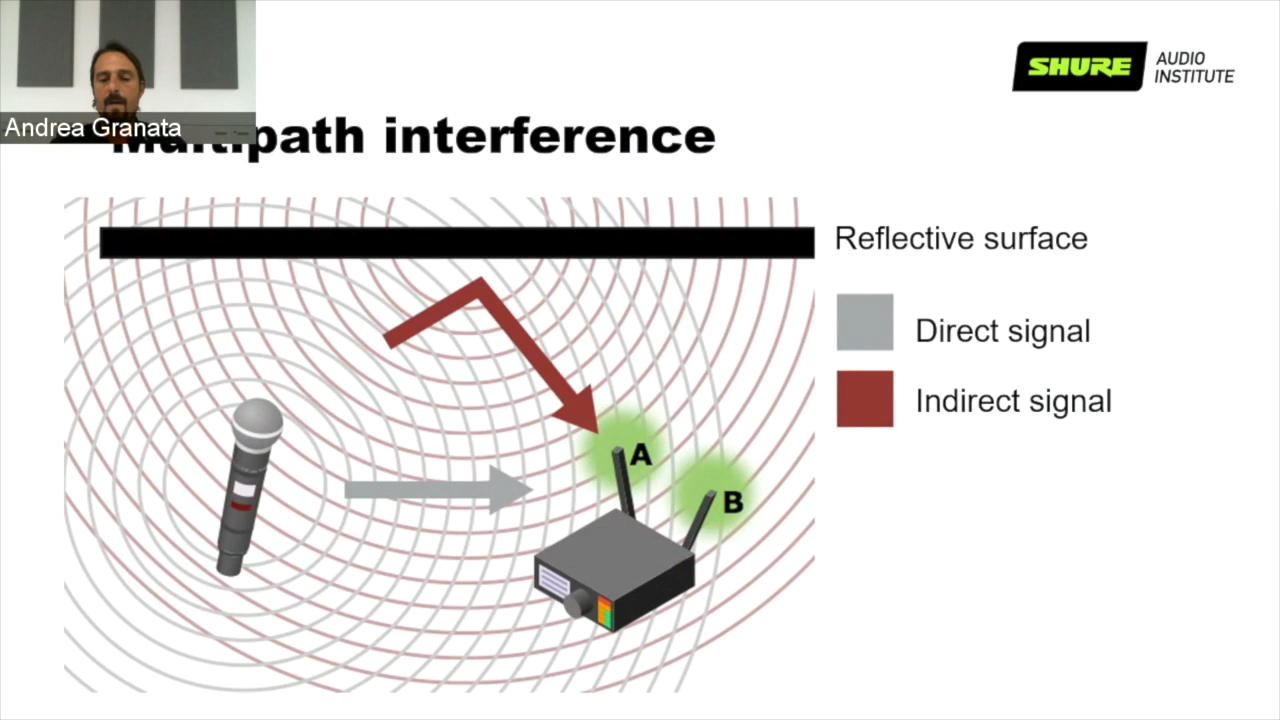 SHURE
AUDIO
INSTITUTE
Andrea Granata
Multipath interference
Reflective surface
Direct signal
Indirect signal
A
B